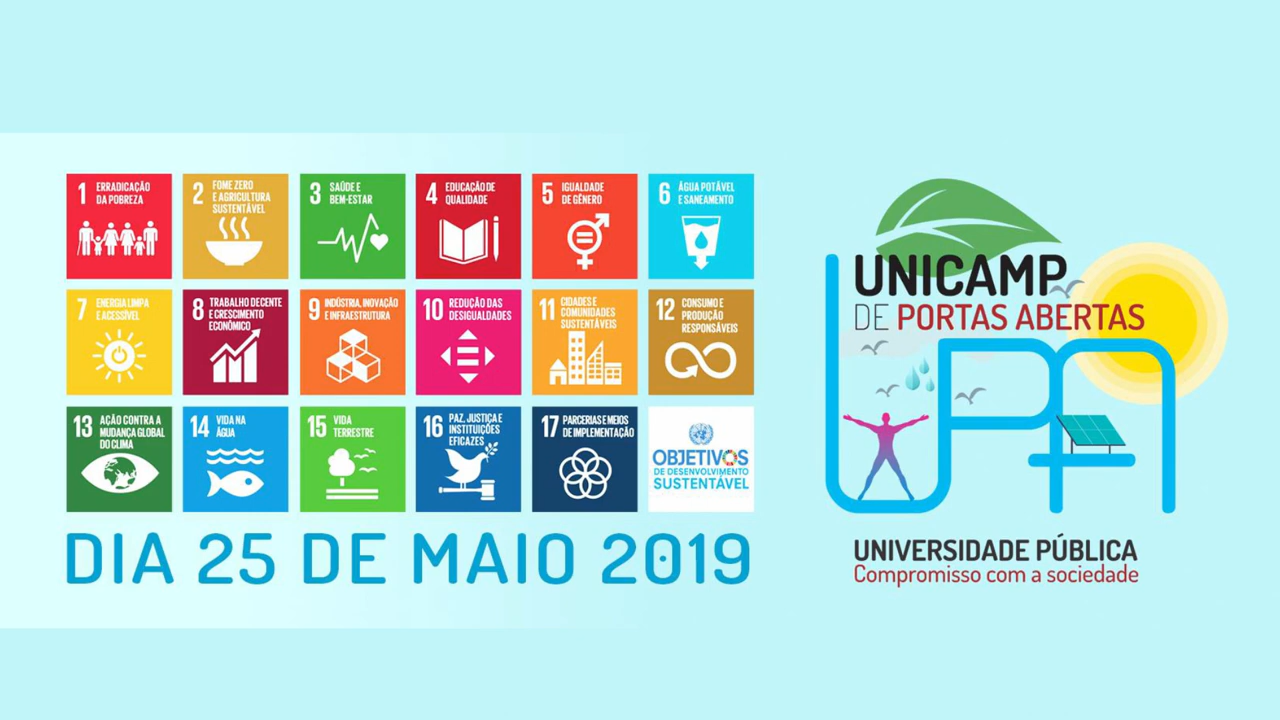 1 ERRADICAÇÃO
DA POBREZA
2 FOME ZERO
E AGRICULTURA
SUSTENTÁVEL
3 SAÚDE E
BEM-ESTAR
4 EDUCAÇÃO DE
QUALIDADE
5 IGUALDADE
DE GÊNERO
6 ÁGUA POTÁVEL
E SANEAMENTO
7 ENERGIA LIMPA
E ACESSÍVEL
8 TRABALHO DECENTE
E CRESCIMENTO
ECONÔMICO
9 INDÚSTRIA, INOVAÇÃO
E INFRAESTRUTURA
10 REDUÇÃO DAS
DESIGUALDADES
11 CIDADES E
COMUNIDADES
SUSTENTÁVEIS
12 CONSUMO E
PRODUÇÃO
RESPONSÁVEIS
13 AÇÃO CONTRA A
MUDANÇA GLOBAL
DO CLIMA
14 VIDA NA
ÁGUA
15 VIDA
TERRESTRE
16 PAZ, JUSTIÇA E
INSTITUIÇÕES
EFICAZES
17 PARCERIAS E MEIOS
DE IMPLEMENTAÇÃO
OBJETIVOS
DE DESENVOLVIMENTO
SUSTENTÁVEL
DIA 25 DE MAIO 2019
UNICAMP
DE PORTAS ABERTAS
UPA
UNIVERSIDADE PÚBLICA
Compromisso com a sociedade